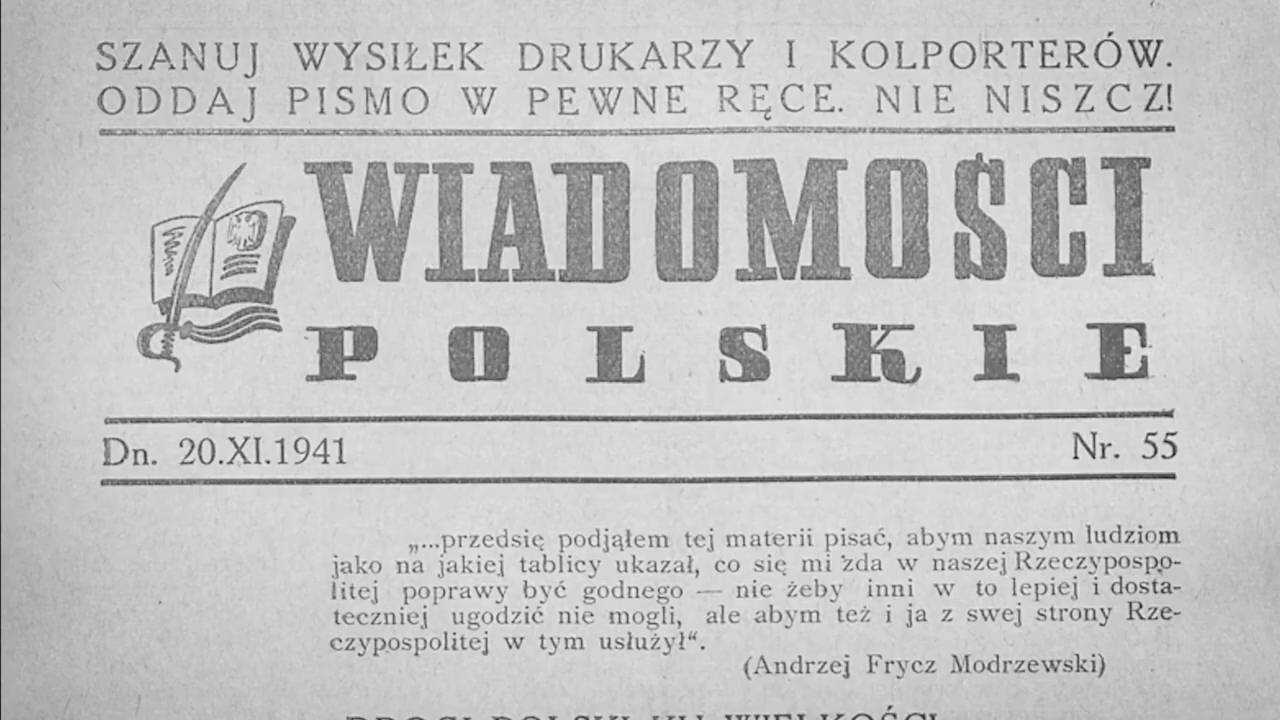 SZANUJ WYSIŁEK DRUKARZY I KOLPORTERÓW.
ODDAJ PISMO W PEWNE RĘCE. NIE NISZCZ!
WIADOMOŚCI
POLSKIE
Dn. 20.XI.1941
Nr. 55
„...przedsię podjąłem tej materii pisać, abym naszym ludziom
jako na jakiej tablicy ukazał, co się mi zda w naszej Rzeczypospo-
litej poprawy być godnego — nie żeby inni w to lepiej i dosta-
teczniej ugodzić nie mogli, ale abym też i ja z swej strony Rze-
czypospolitej w tym usłużył“.
(Andrzej Frycz Modrzewski)